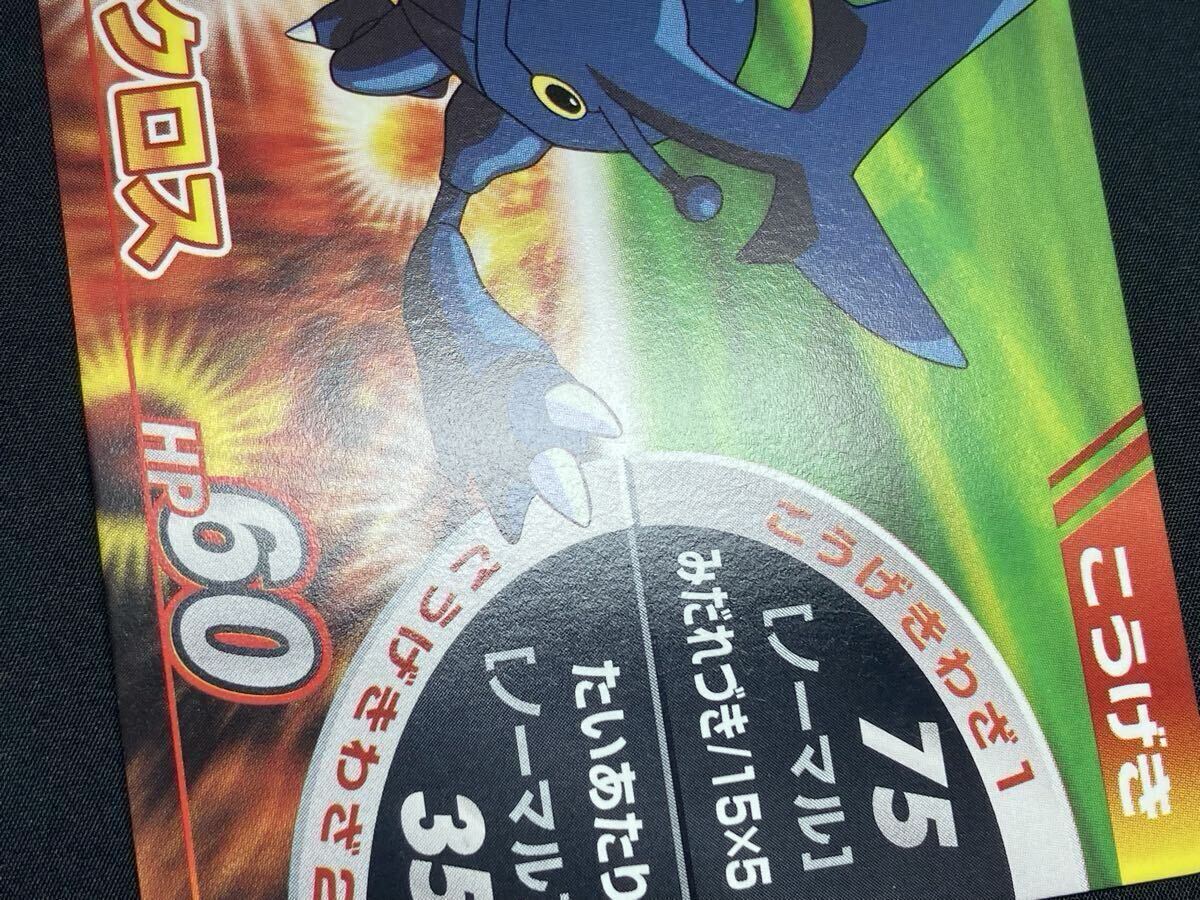 クロス
HP60
こうげき
こうげきわざ1
75
[ノーマル]
みだれづき/15×5
こうげきわざ2
たいあたり
[ノーマル]
35